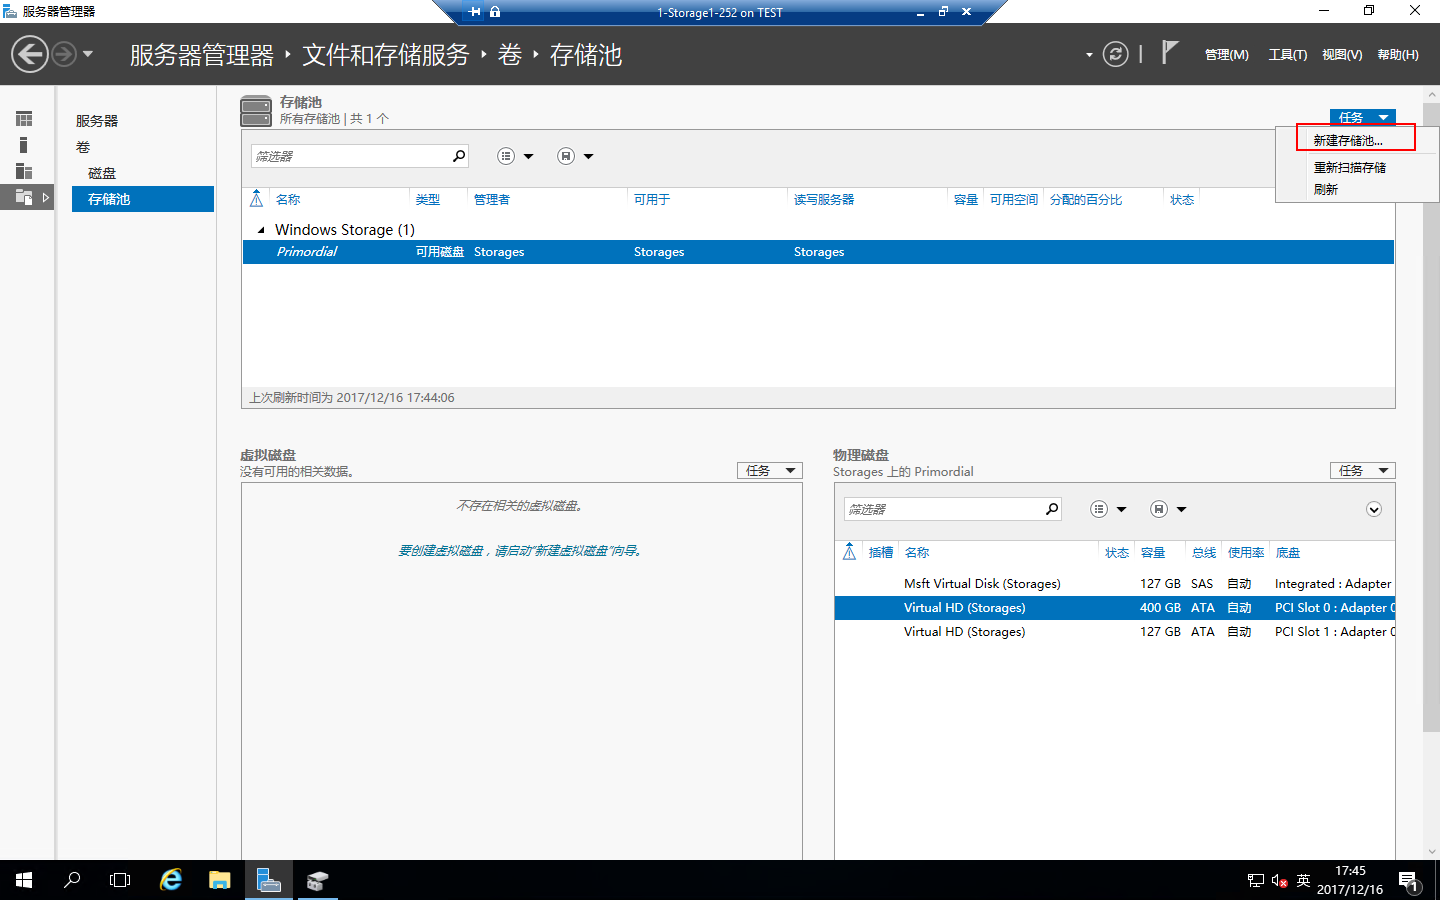 服务器管理器
1-Storage1-252 on TEST
服务器管理器 ‣ 文件和存储服务 ‣ 卷 ‣ 存储池
管理(M) 工具(T) 视图(V) 帮助(H)
服务器
卷
磁盘
存储池
存储池
所有存储池 | 共 1 个
任务
新建存储池...
重新扫描存储
刷新
筛选器
名称 类型 管理者 可用于 读写服务器 容量 可用空间 分配的百分比 状态
Windows Storage (1)
Primordial 可用磁盘 Storages Storages Storages
上次刷新时间为 2017/12/16 17:44:06
虚拟磁盘
没有可用的相关数据。
任务
不存在相关的虚拟磁盘。
要创建虚拟磁盘，请启动"新建虚拟磁盘"向导。
物理磁盘
Storages 上的 Primordial
任务
筛选器
插槽 名称 状态 容量 总线 使用率 底盘
Msft Virtual Disk (Storages) 127 GB SAS 自动 Integrated : Adapter
Virtual HD (Storages) 400 GB ATA 自动 PCI Slot 0 : Adapter 0
Virtual HD (Storages) 127 GB ATA 自动 PCI Slot 1 : Adapter 0
英
17:45
2017/12/16
1